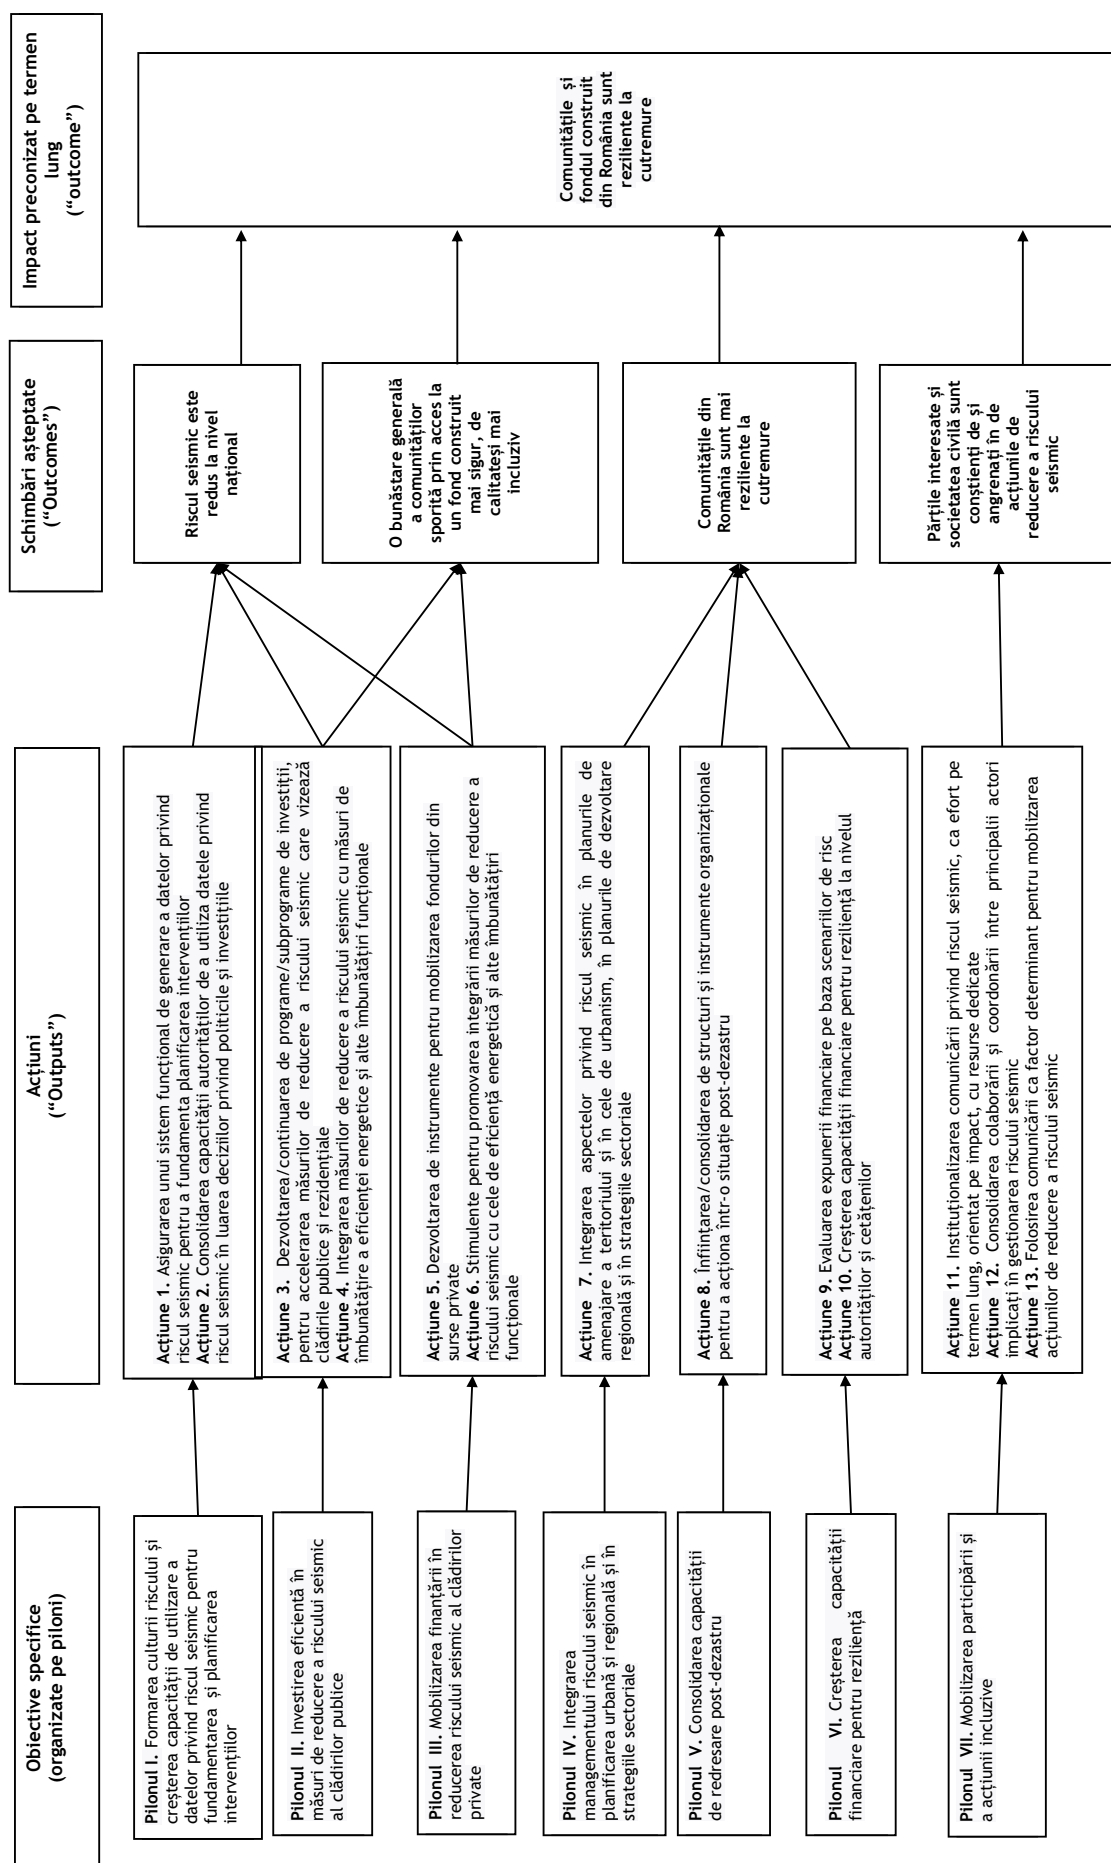 Obiective specifice
(organizate pe piloni)
Pilonul I. Formarea culturii riscului și
creșterea capacității de utilizare a
datelor privind riscul seismic pentru
fundamentarea și planificarea
intervențiilor
Pilonul II. Investirea eficientă în
măsuri de reducere a riscului seismic
al clădirilor publice
Pilonul III. Mobilizarea finanțării în
reducerea riscului seismic al clădirilor
private
Pilonul IV. Integrarea
managementului riscului seismic în
planificarea urbană și regională și în
strategiile sectoriale
Pilonul V. Consolidarea capacității
de redresare post-dezastru
Pilonul VI. Creșterea capacității
financiare pentru reziliență
Pilonul VII. Mobilizarea participării și
a acțiunii incluzive
Acțiuni
(“Outputs”)
Acțiune 1. Asigurarea unui sistem funcțional de generare a datelor privind
riscul seismic pentru a fundamenta planificarea intervențiilor
Acțiune 2. Consolidarea capacității autorităților de a utiliza datele privind
riscul seismic în luarea deciziilor privind politicile și investițiile
Acțiune 3. Dezvoltarea/continuarea de programe/subprograme de investiții,
pentru accelerarea măsurilor de reducere a riscului seismic care vizează
clădirile publice și rezidențiale
Acțiune 4. Integrarea măsurilor de reducere a riscului seismic cu măsuri de
îmbunătățire a eficienței energetice și alte îmbunătățiri funcționale
Acțiune 5. Dezvoltarea de instrumente pentru mobilizarea fondurilor din
surse private
Acțiune 6. Stimulente pentru promovarea integrării măsurilor de reducere a
riscului seismic cu cele de eficiență energetică și alte îmbunătățiri
funcționale
Acțiune 7. Integrarea aspectelor privind riscul seismic în planurile de
amenajare a teritoriului și în cele de urbanism, în planurile de dezvoltare
regională și în strategiile sectoriale
Acțiune 8. Înființarea/consolidarea de structuri și instrumente organizaționale
pentru a acționa într-o situație post-dezastru
Acțiune 9. Evaluarea expunerii financiare pe baza scenariilor de risc
Acțiune 10. Creșterea capacității financiare pentru reziliență la nivelul
autorităților și cetățenilor
Acțiune 11. Instituționalizarea comunicării privind riscul seismic, ca efort pe
termen lung, orientat pe impact, cu resurse dedicate
Acțiune 12. Consolidarea colaborării și coordonării între principalii actori
implicați în gestionarea riscului seismic
Acțiune 13. Folosirea comunicării ca factor determinant pentru mobilizarea
acțiunilor de reducere a riscului seismic
Schimbări așteptate
(“Outcomes”)
Riscul seismic este
redus la nivel
național
O bunăstare generală
a comunităților
sporită prin acces la
un fond construit
mai sigur, de
calitateși mai
incluziv
Comunitățile din
România sunt mai
reziliente la
cutremure
Părțile interesate și
societatea civilă sunt
conștienți de și
angrenați în de
acțiunile de
reducere a riscului
seismic
Impact preconizat pe termen
lung
(“outcome”)
Comunitățile și
fondul construit
din România sunt
reziliente la
cutremure